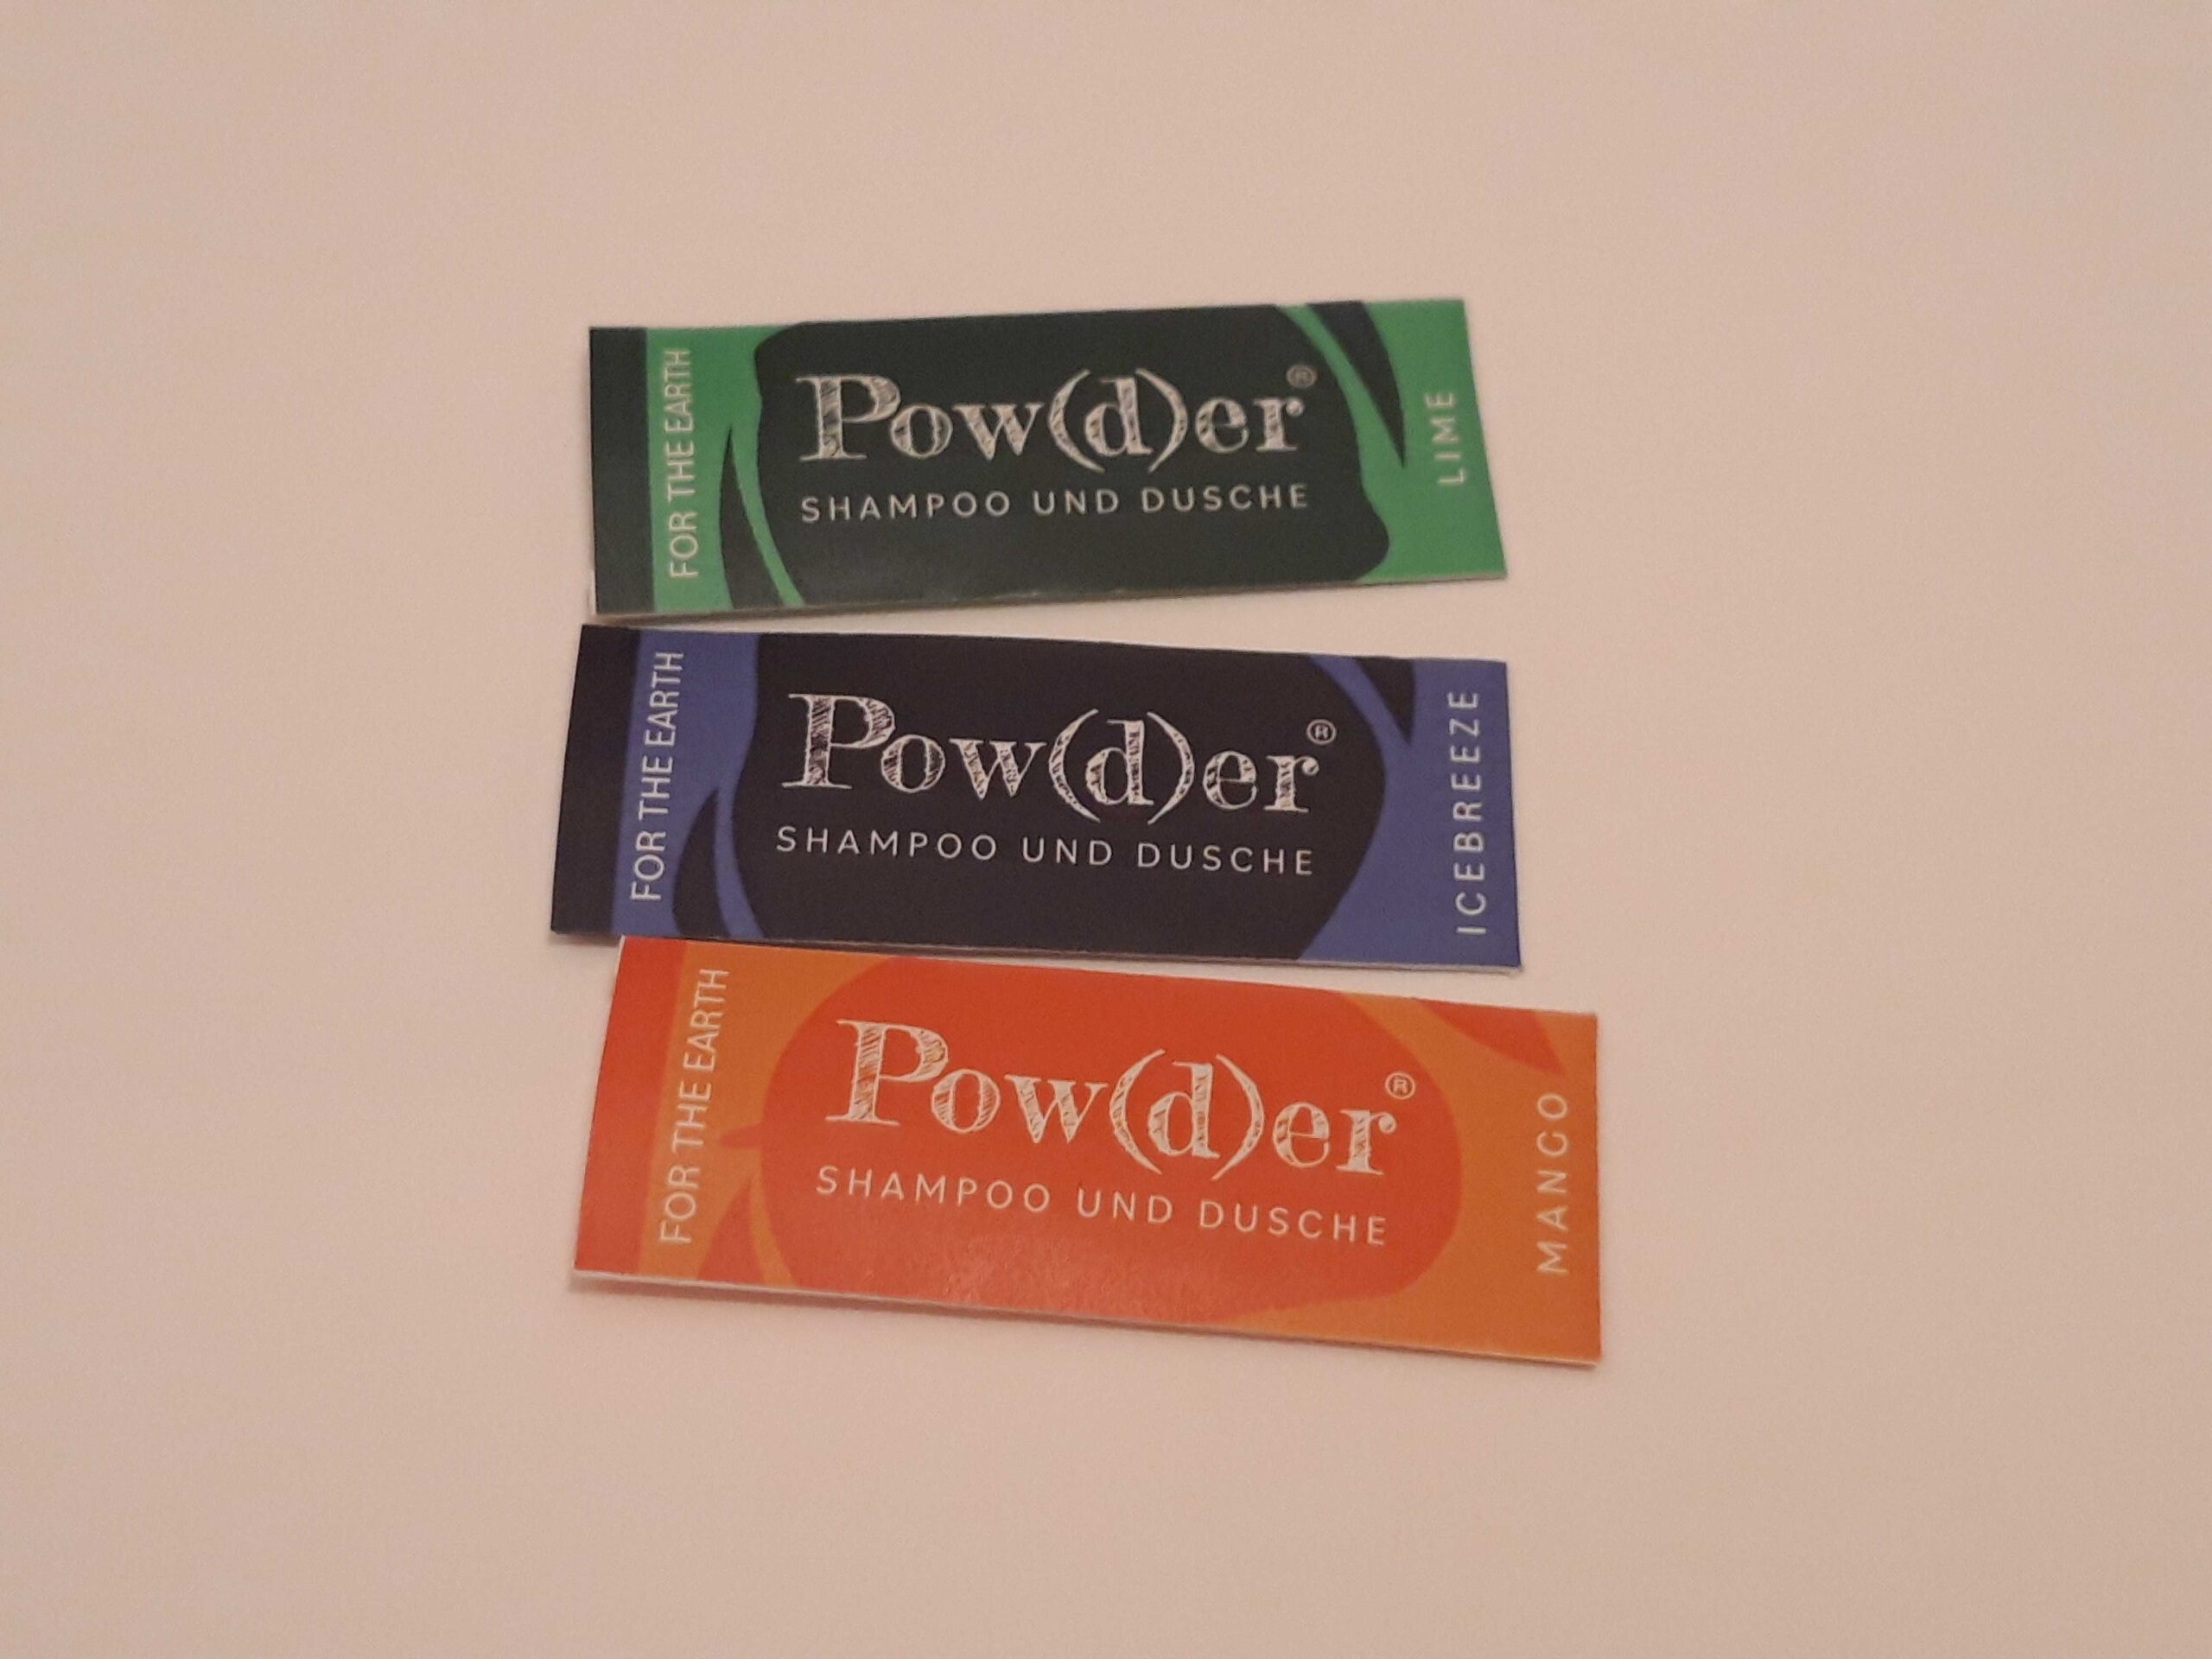 FOR THE EARTH
Pow(d)er®
SHAMPOO UND DUSCHE
LIME
FOR THE EARTH
Pow(d)er®
SHAMPOO UND DUSCHE
ICEBREEZE
FOR THE EARTH
Pow(d)er®
SHAMPOO UND DUSCHE
MANGO